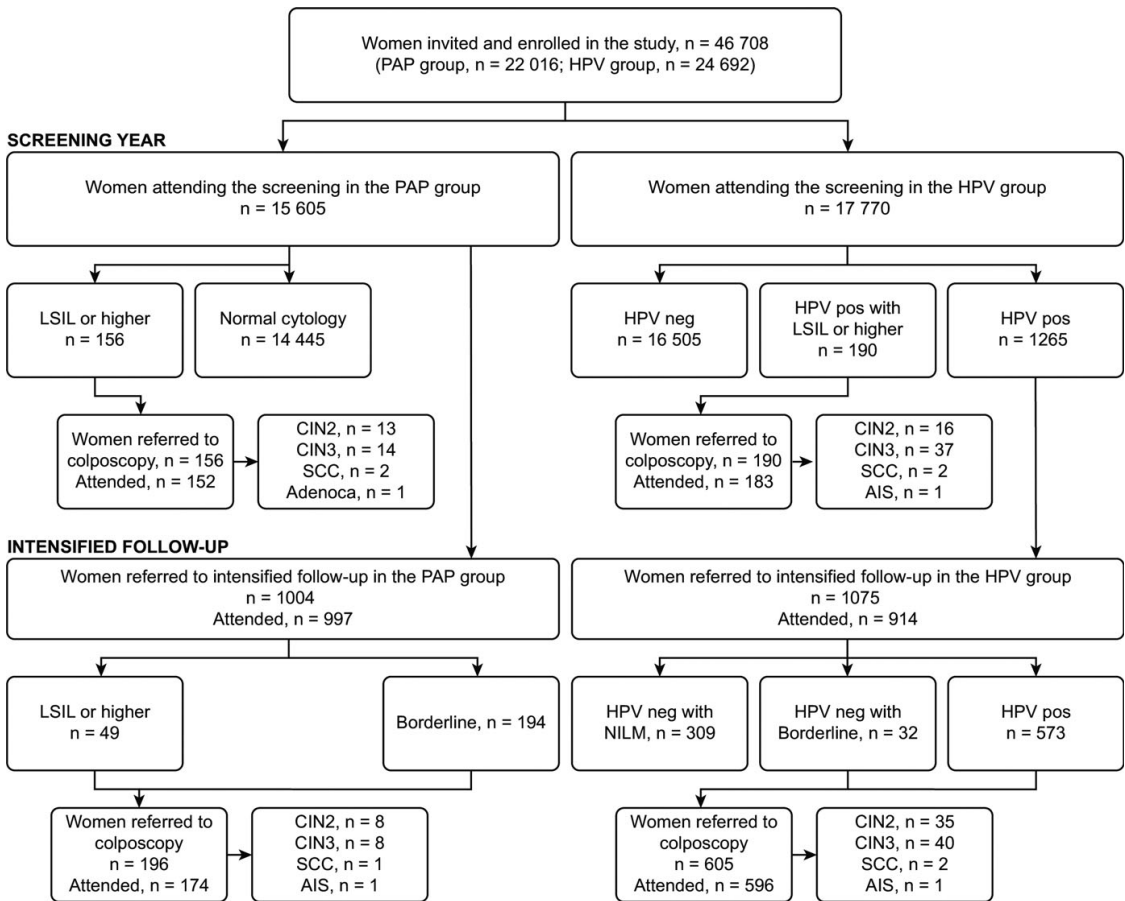 Women invited and enrolled in the study, n = 46 708
(PAP group, n = 22 016; HPV group, n = 24 692)
SCREENING YEAR
Women attending the screening in the PAP group
n = 15 605
Women attending the screening in the HPV group
n = 17 770
LSIL or higher
n = 156
Normal cytology
n = 14 445
HPV neg
n = 16 505
HPV pos with
LSIL or higher
n = 190
HPV pos
n = 1265
Women referred to
colposcopy, n = 156
Attended, n = 152
CIN2, n = 13
CIN3, n = 14
SCC, n = 2
Adenoca, n = 1
Women referred to
colposcopy, n = 190
Attended, n = 183
CIN2, n = 16
CIN3, n = 37
SCC, n = 2
AIS, n = 1
INTENSIFIED FOLLOW-UP
Women referred to intensified follow-up in the PAP group
n = 1004
Attended, n = 997
Women referred to intensified follow-up in the HPV group
n = 1075
Attended, n = 914
LSIL or higher
n = 49
Borderline, n = 194
HPV neg with
NILM, n = 309
HPV neg with
Borderline, n = 32
HPV pos
n = 573
Women referred to
colposcopy
n = 196
Attended, n = 174
CIN2, n = 8
CIN3, n = 8
SCC, n = 1
AIS, n = 1
Women referred to
colposcopy
n = 605
Attended, n = 596
CIN2, n = 35
CIN3, n = 40
SCC, n = 2
AIS, n = 1